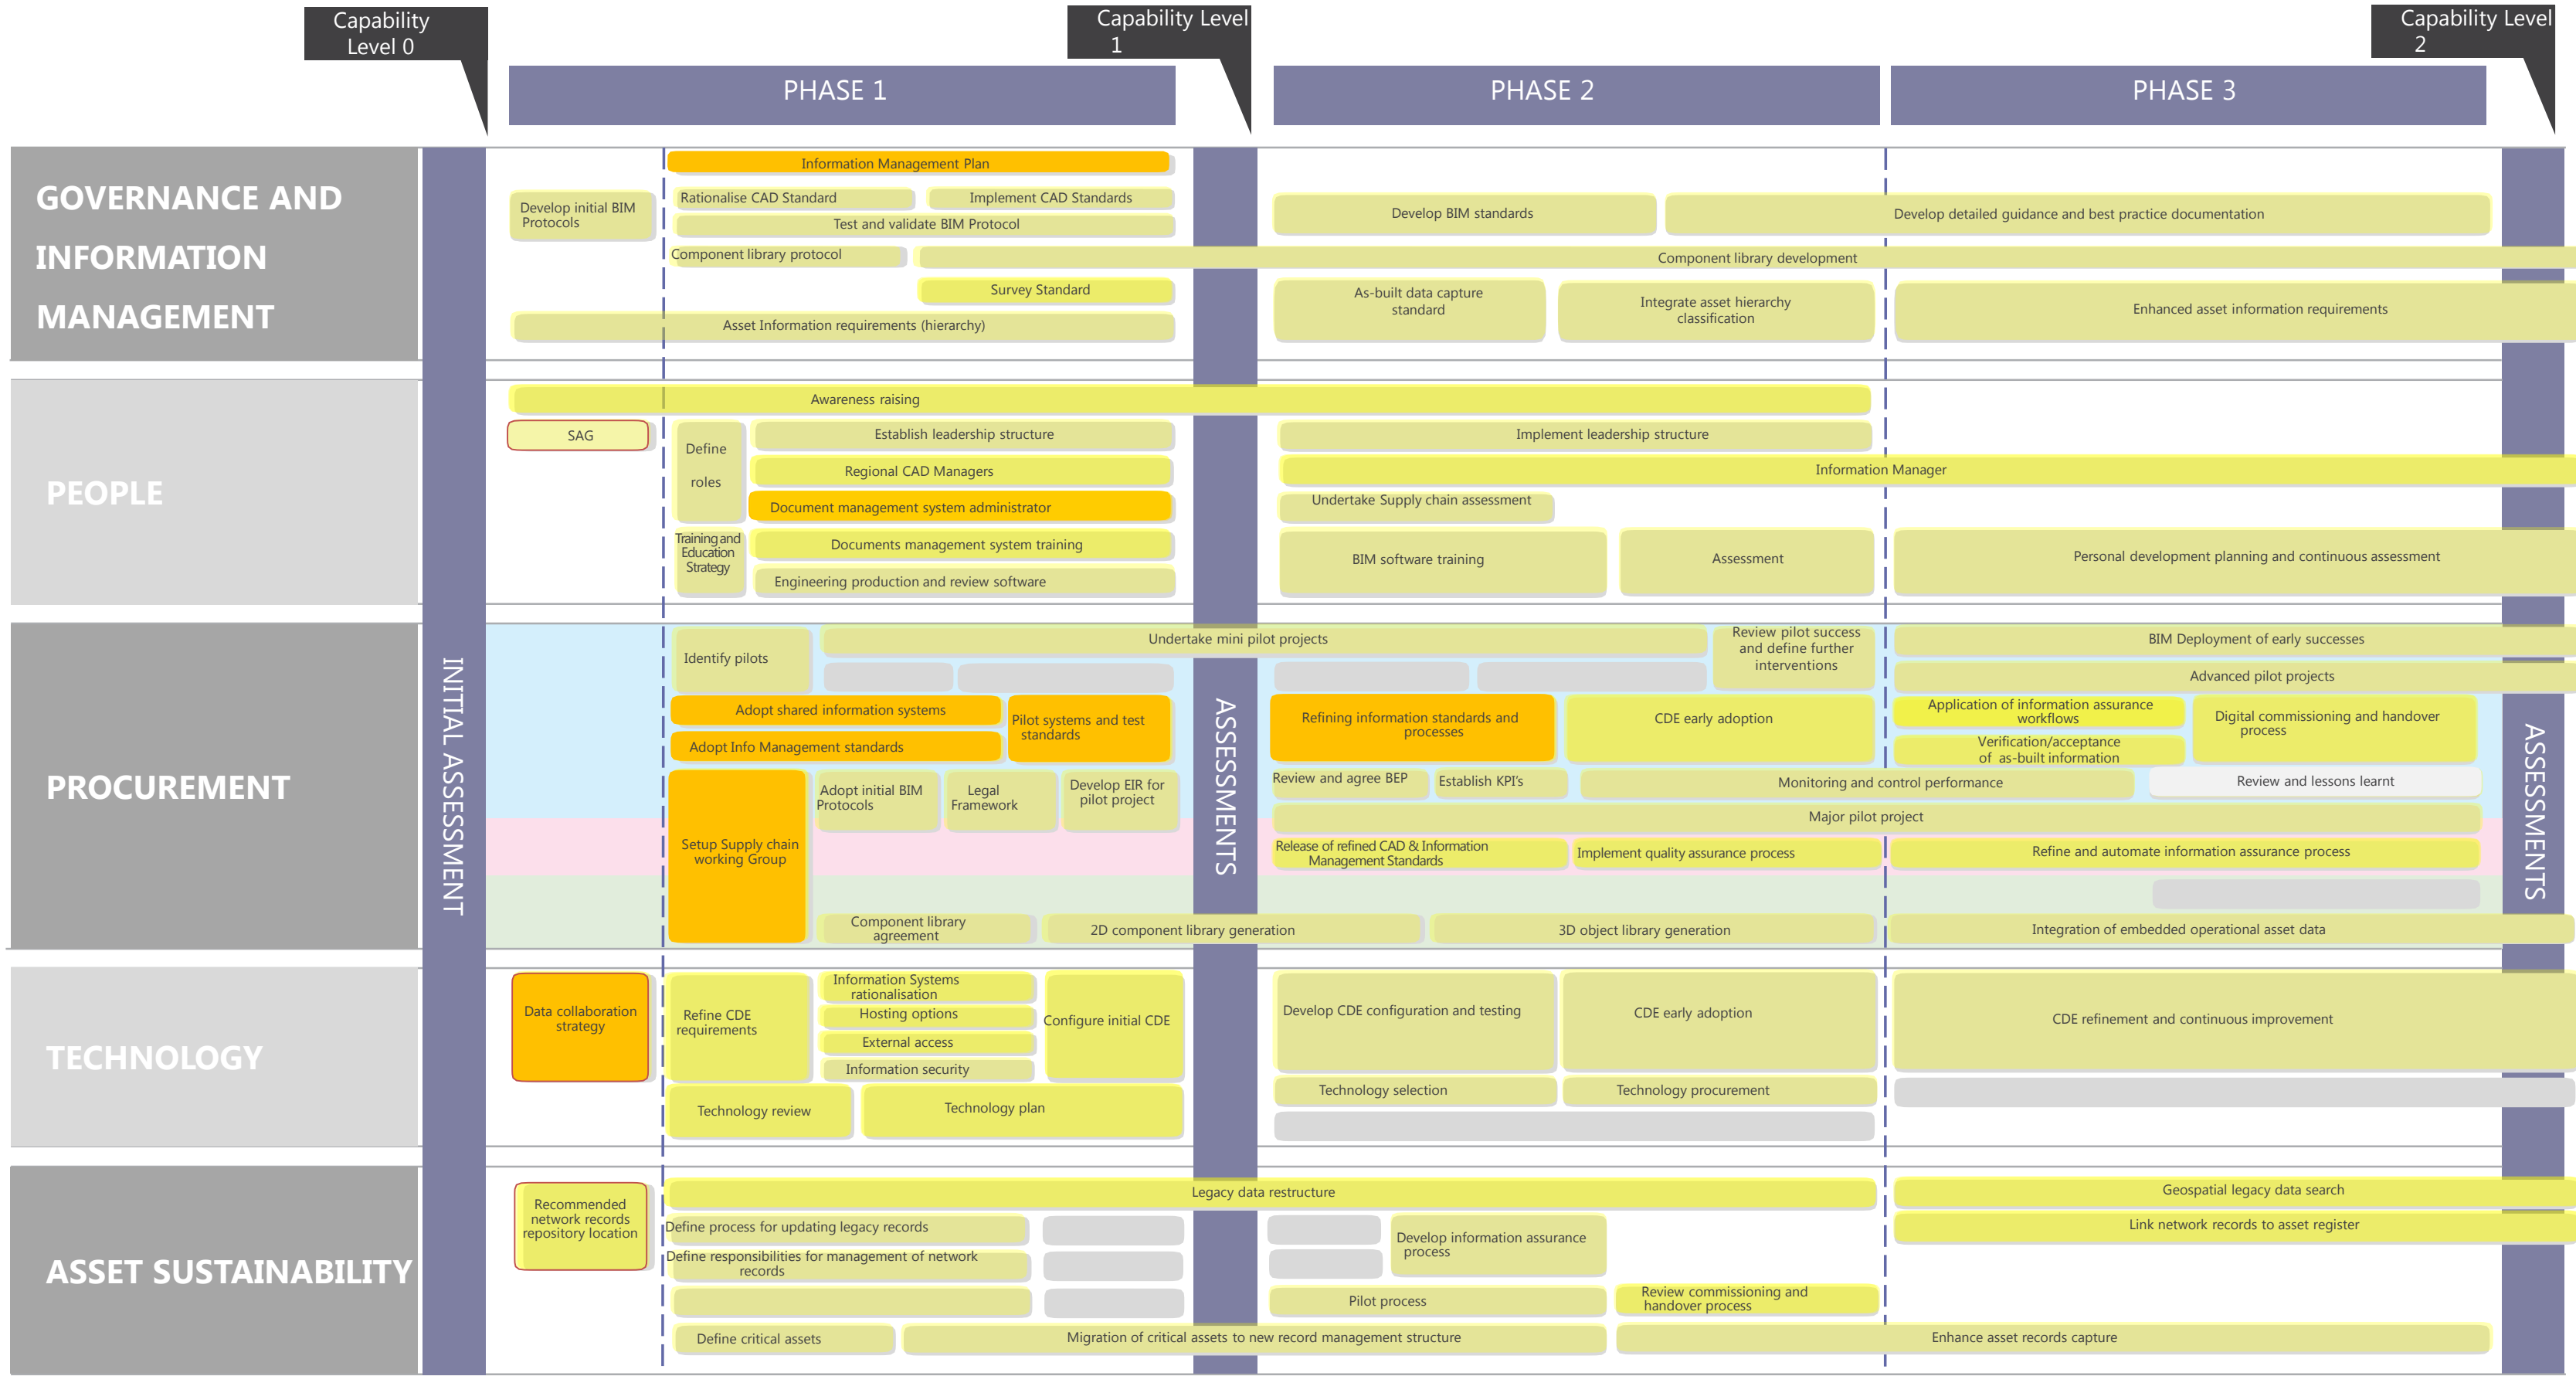 Capability
Level 0
Capability Level
1
Capability Level
2
PHASE 1
PHASE 2
PHASE 3
GOVERNANCE AND
INFORMATION
MANAGEMENT
Information Management Plan
Develop initial BIM
Protocols
Rationalise CAD Standard
Implement CAD Standards
Test and validate BIM Protocol
Develop BIM standards
Develop detailed guidance and best practice documentation
Component library protocol
Component library development
Survey Standard
Asset Information requirements (hierarchy)
As-built data capture
standard
Integrate asset hierarchy
classification
Enhanced asset information requirements
PEOPLE
Awareness raising
SAG
Define
roles
Establish leadership structure
Implement leadership structure
Regional CAD Managers
Information Manager
Document management system administrator
Undertake Supply chain assessment
Training and
Education
Strategy
Documents management system training
Engineering production and review software
BIM software training
Assessment
Personal development planning and continuous assessment
INITIAL ASSESSMENT
ASSESSMENTS
ASSESSMENTS
PROCUREMENT
Identify pilots
Undertake mini pilot projects
Review pilot success
and define further
interventions
BIM Deployment of early successes
Advanced pilot projects
Adopt shared information systems
Adopt Info Management standards
Pilot systems and test
standards
Refining information standards and
processes
CDE early adoption
Application of information assurance
workflows
Verification/acceptance
of as-built information
Digital commissioning and handover
process
Setup Supply chain
working Group
Adopt initial BIM
Protocols
Legal
Framework
Develop EIR for
pilot project
Review and agree BEP
Establish KPI's
Monitoring and control performance
Review and lessons learnt
Major pilot project
Release of refined CAD & Information
Management Standards
Implement quality assurance process
Refine and automate information assurance process
Component library
agreement
2D component library generation
3D object library generation
Integration of embedded operational asset data
TECHNOLOGY
Data collaboration
strategy
Refine CDE
requirements
Information Systems
rationalisation
Hosting options
External access
Information security
Configure initial CDE
Develop CDE configuration and testing
CDE early adoption
CDE refinement and continuous improvement
Technology review
Technology plan
Technology selection
Technology procurement
ASSET SUSTAINABILITY
Recommended
network records
repository location
Legacy data restructure
Geospatial legacy data search
Define process for updating legacy records
Link network records to asset register
Define responsibilities for management of network
records
Develop information assurance
process
Pilot process
Review commissioning and
handover process
Define critical assets
Migration of critical assets to new record management structure
Enhance asset records capture